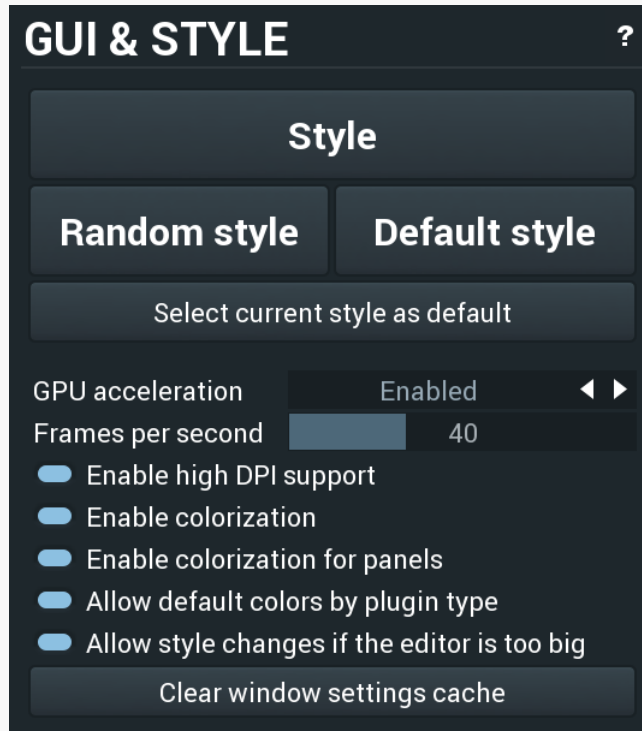 GUI & STYLE ?
Style
Random style Default style
Select current style as default
GPU acceleration Enabled
Frames per second 40
Enable high DPI support
Enable colorization
Enable colorization for panels
Allow default colors by plugin type
Allow style changes if the editor is too big
Clear window settings cache